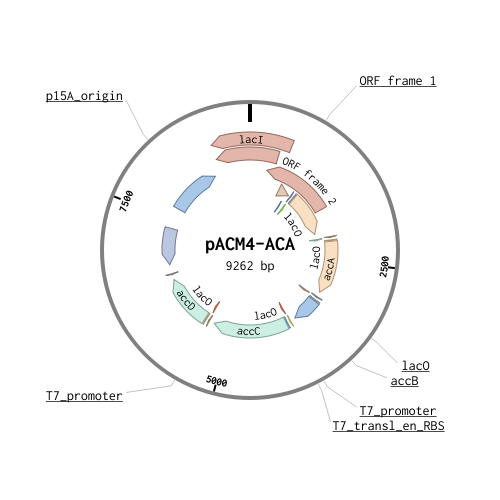 ORF frame 1
p15A_origin
lacI
ORF frame 2
7500
lacO
pACM4-ACA
9262 bp
lacO
accA
2500
lacO
accD
lacO
accC
lacO
accB
5000
T7_promoter
T7_promoter
T7_transl_en_RBS